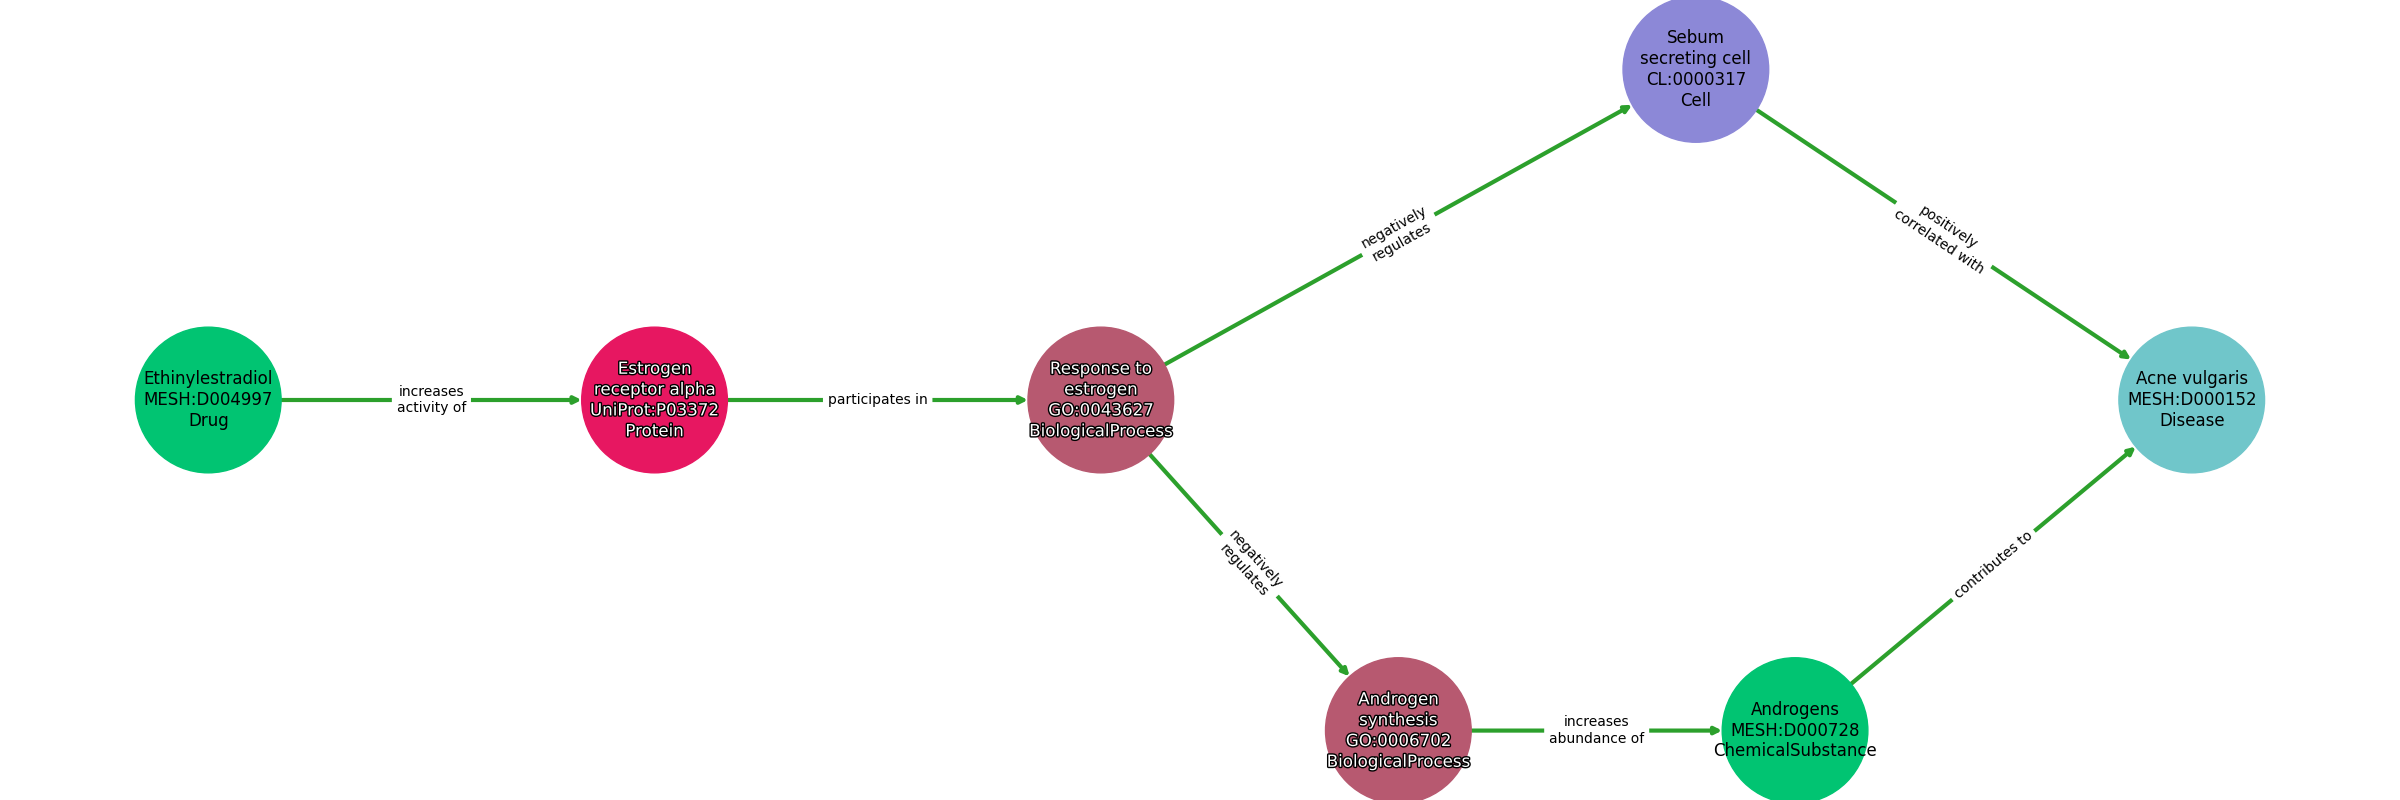 Sebum
secreting cell
CL:0000317
Cell
negatively
regulates
positively
correlated with
Ethinylestradiol
MESH:D004997
Drug
increases
activity of
Estrogen
receptor alpha
UniProt:P03372
Protein
participates in
Response to
estrogen
GO:0043627
BiologicalProcess
Acne vulgaris
MESH:D000152
Disease
negatively
regulates
contributes to
Androgen
synthesis
GO:0006702
BiologicalProcess
increases
abundance of
Androgens
MESH:D000728
ChemicalSubstance